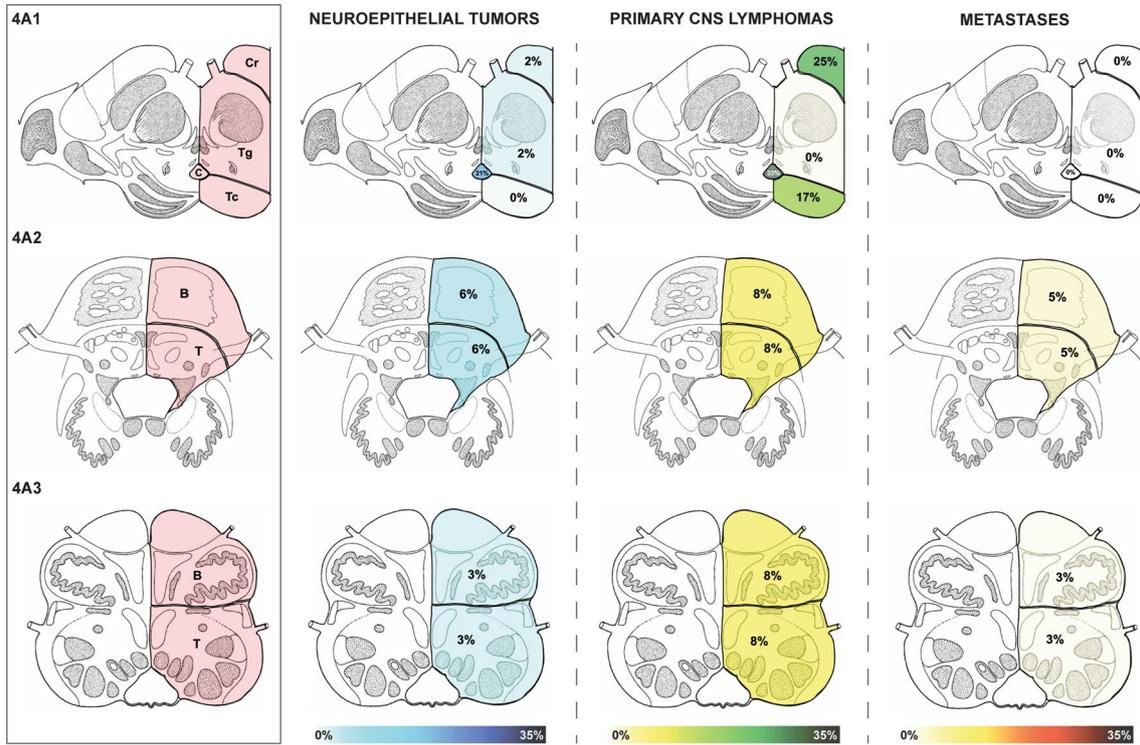 4A1 NEUROEPITHELIAL TUMORS PRIMARY CNS LYMPHOMAS METASTASES
Cr 2% 25% 0%
Tg 2% 0% 0%
C 21% 33% 0%
Tc 0% 17% 0%
4A2
B 6% 8% 5%
T 6% 8% 5%
4A3
B 3% 8% 3%
T 3% 8% 3%
0% 35% 0% 35% 0% 35%